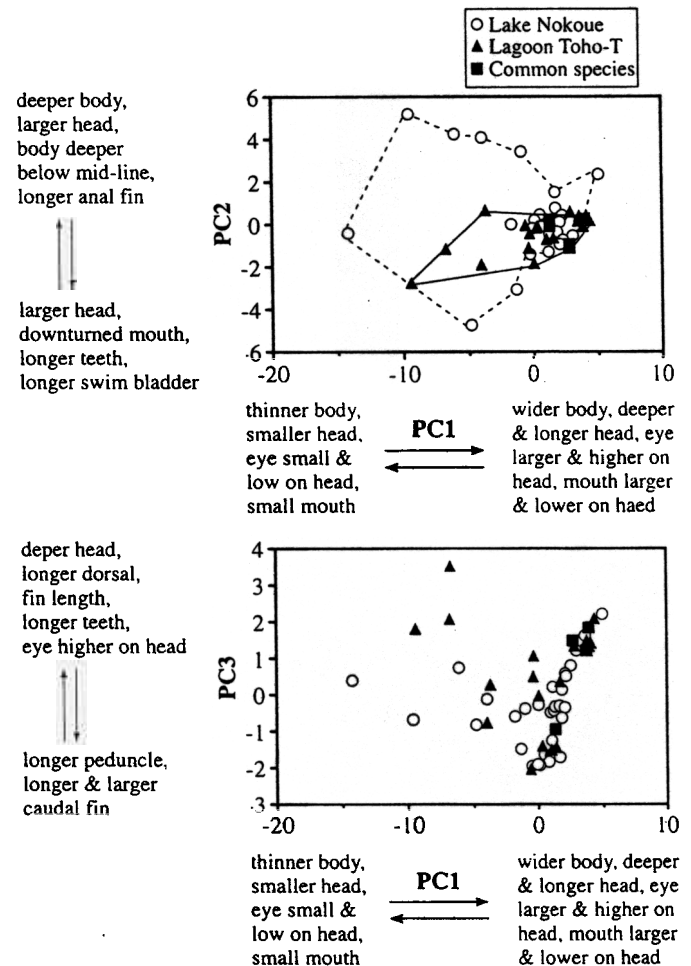 Lake Nokoue
Lagoon Toho-T
Common species
deeper body,
larger head,
body deeper
below mid-line,
longer anal fin
larger head,
downturned mouth,
longer teeth,
longer swim bladder
PC2
6
4
2
0
-2
-4
-6
-20
-10
0
10
thinner body,
smaller head,
eye small &
low on head,
small mouth
PC1
wider body, deeper
& longer head, eye
larger & higher on
head, mouth larger
& lower on haed
deper head,
longer dorsal,
fin length,
longer teeth,
eye higher on head
longer peduncle,
longer & larger
caudal fin
PC3
4
3
2
1
0
-1
-2
-3
-20
-10
0
10
thinner body,
smaller head,
eye small &
low on head,
small mouth
PC1
wider body, deeper
& longer head, eye
larger & higher on
head, mouth larger
& lower on head